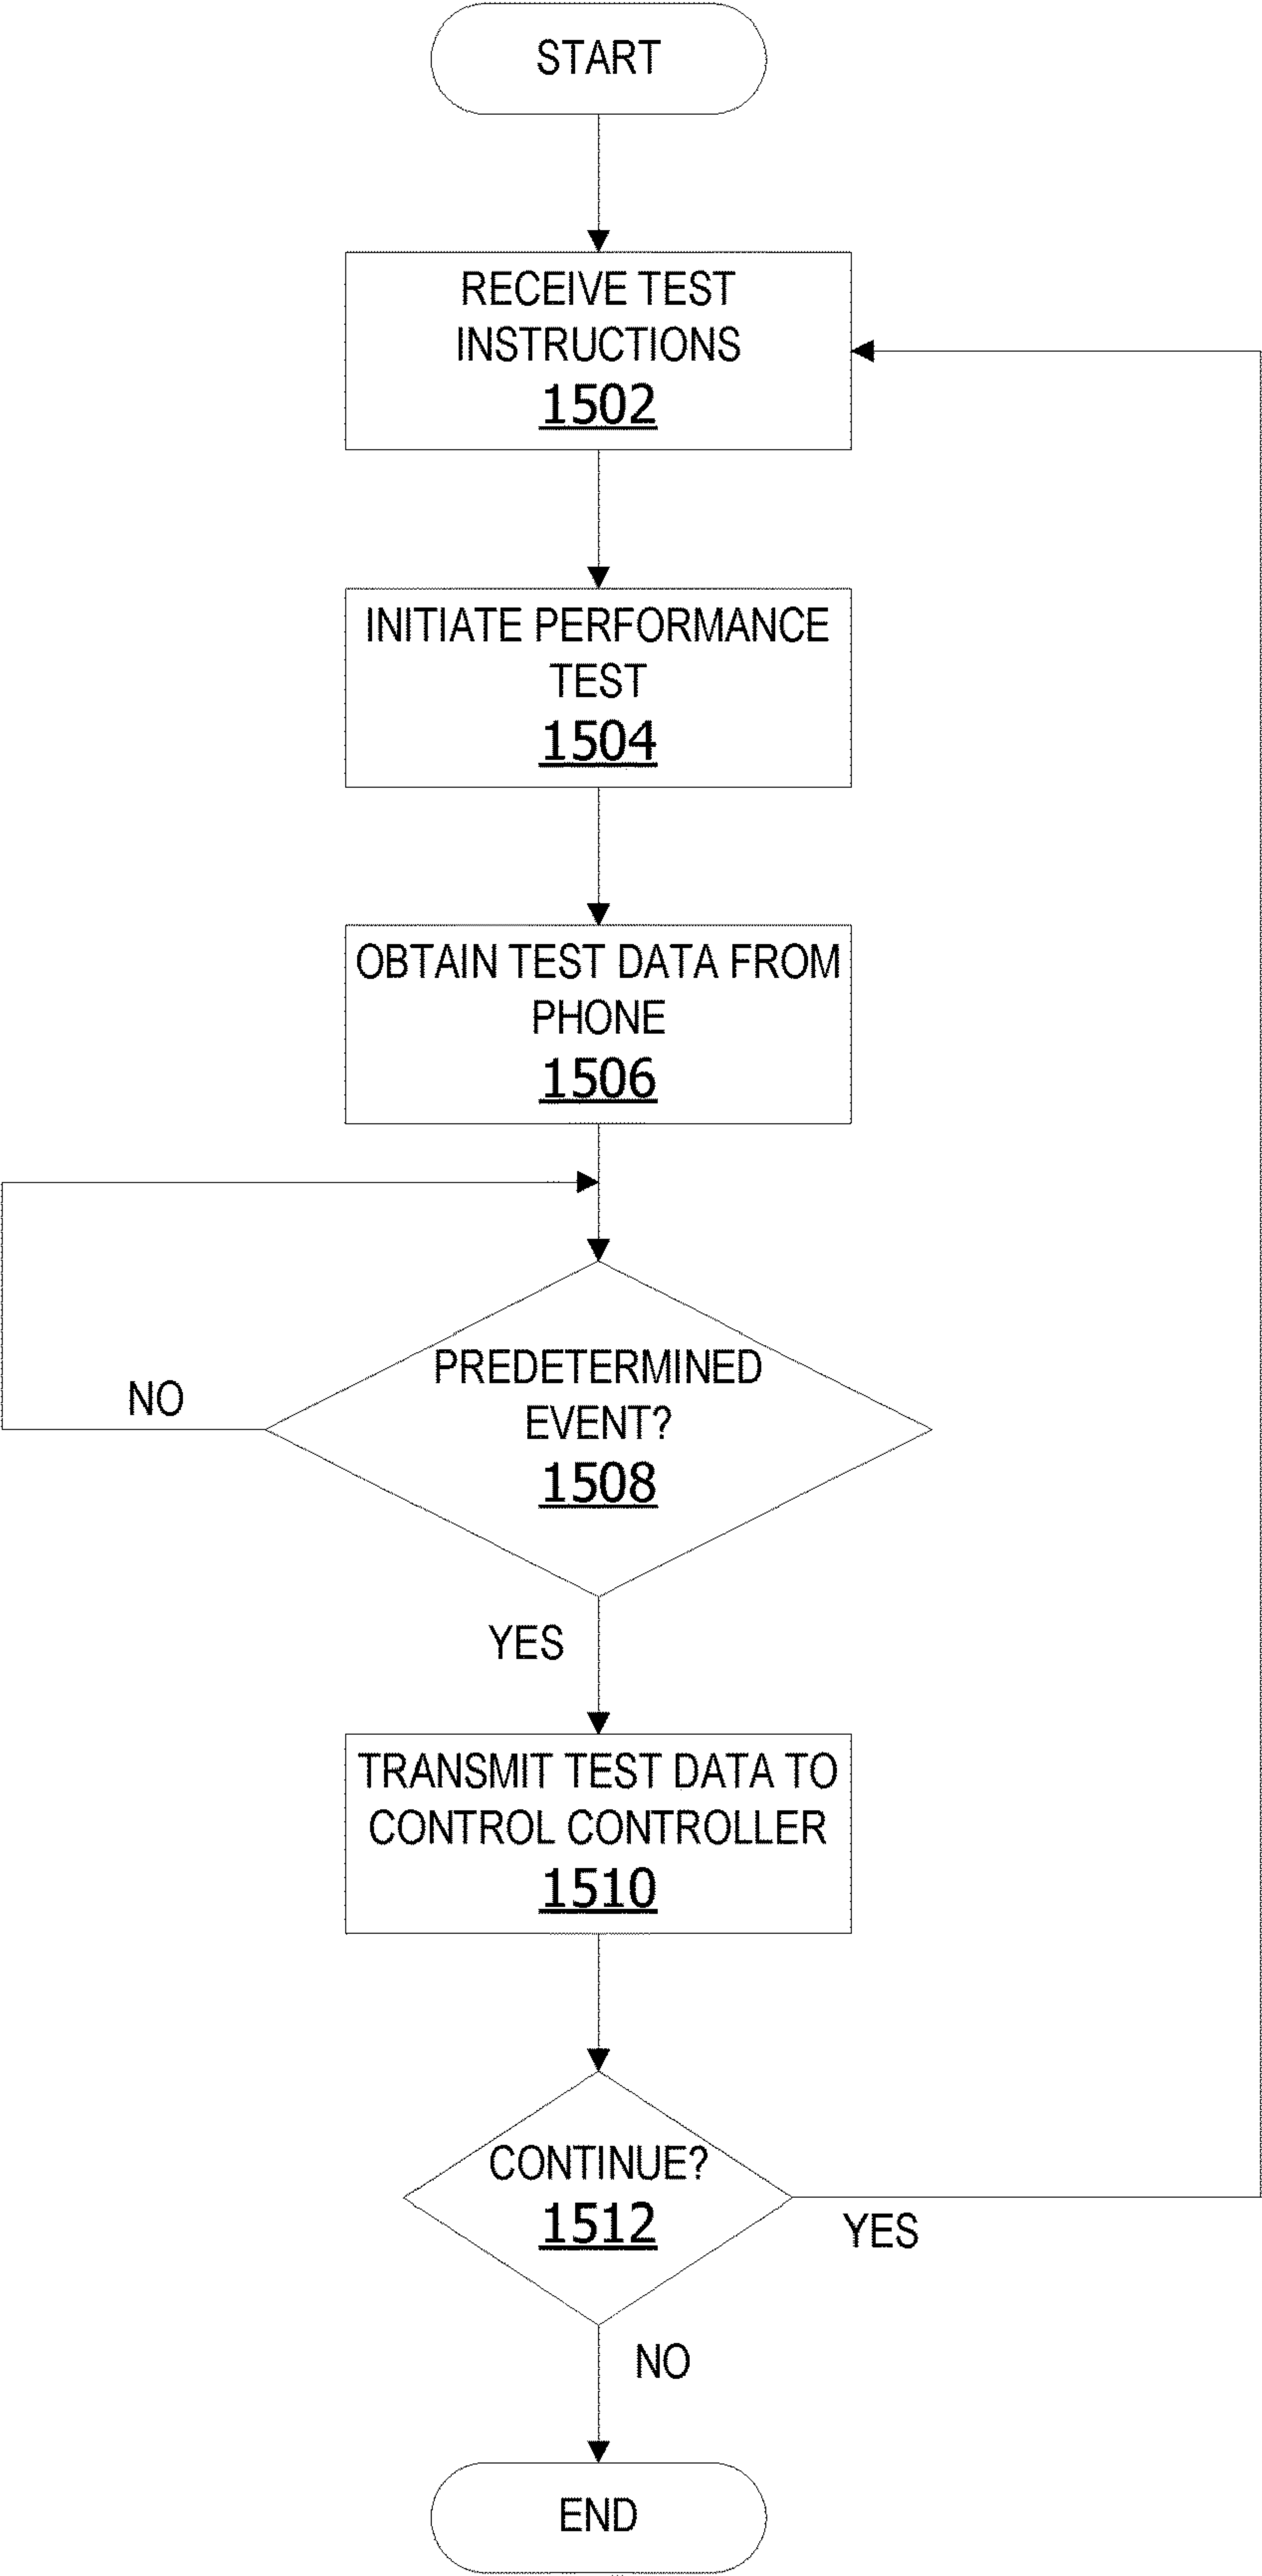 START
RECEIVE TEST
INSTRUCTIONS
1502
INITIATE PERFORMANCE
TEST
1504
OBTAIN TEST DATA FROM
PHONE
1506
PREDETERMINED
EVENT?
1508
NO
YES
TRANSMIT TEST DATA TO
CONTROL CONTROLLER
1510
CONTINUE?
1512
YES
NO
END